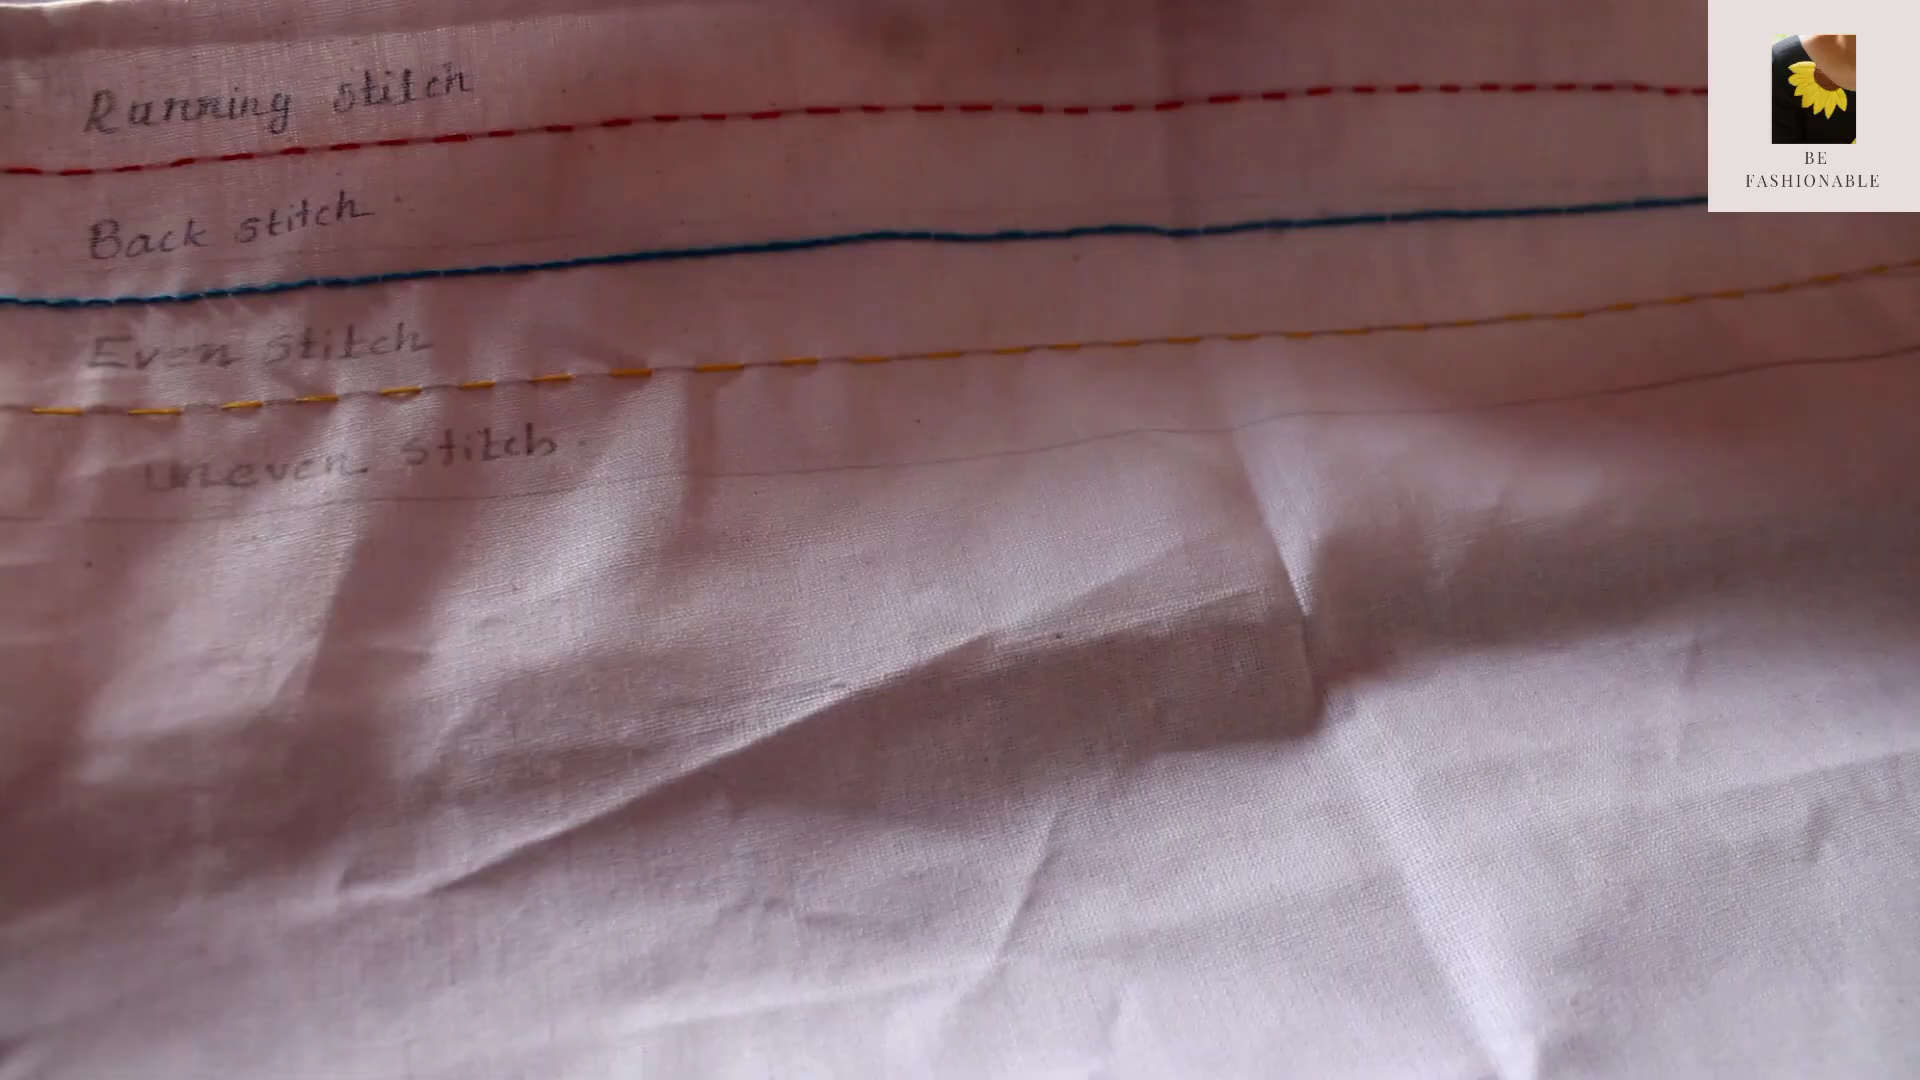 Running stitch
Back stitch
Even stitch
Uneven stitch
BE
FASHIONABLE